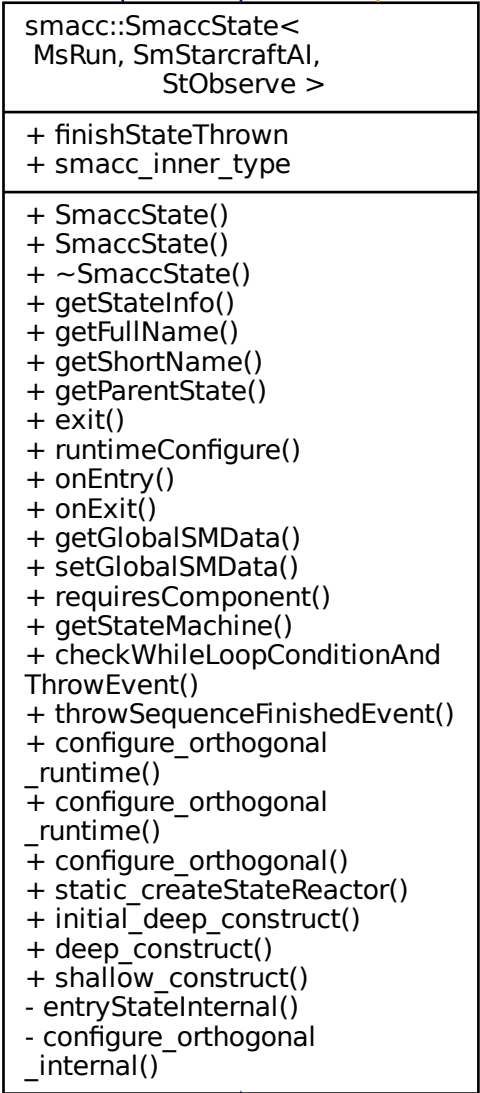 smacc::SmaccState<
MsRun, SmStarcraftAI,
StObserve >
+ finishStateThrown
+ smacc_inner_type
+ SmaccState()
+ SmaccState()
+ ~SmaccState()
+ getStateInfo()
+ getFullName()
+ getShortName()
+ getParentState()
+ exit()
+ runtimeConfigure()
+ onEntry()
+ onExit()
+ getGlobalSMData()
+ setGlobalSMData()
+ requiresComponent()
+ getStateMachine()
+ checkWhileLoopConditionAnd
ThrowEvent()
+ throwSequenceFinishedEvent()
+ configure_orthogonal
_runtime()
+ configure_orthogonal
_runtime()
+ configure_orthogonal()
+ static_createStateReactor()
+ initial_deep_construct()
+ deep_construct()
+ shallow_construct()
- entryStateInternal()
- configure_orthogonal
_internal()